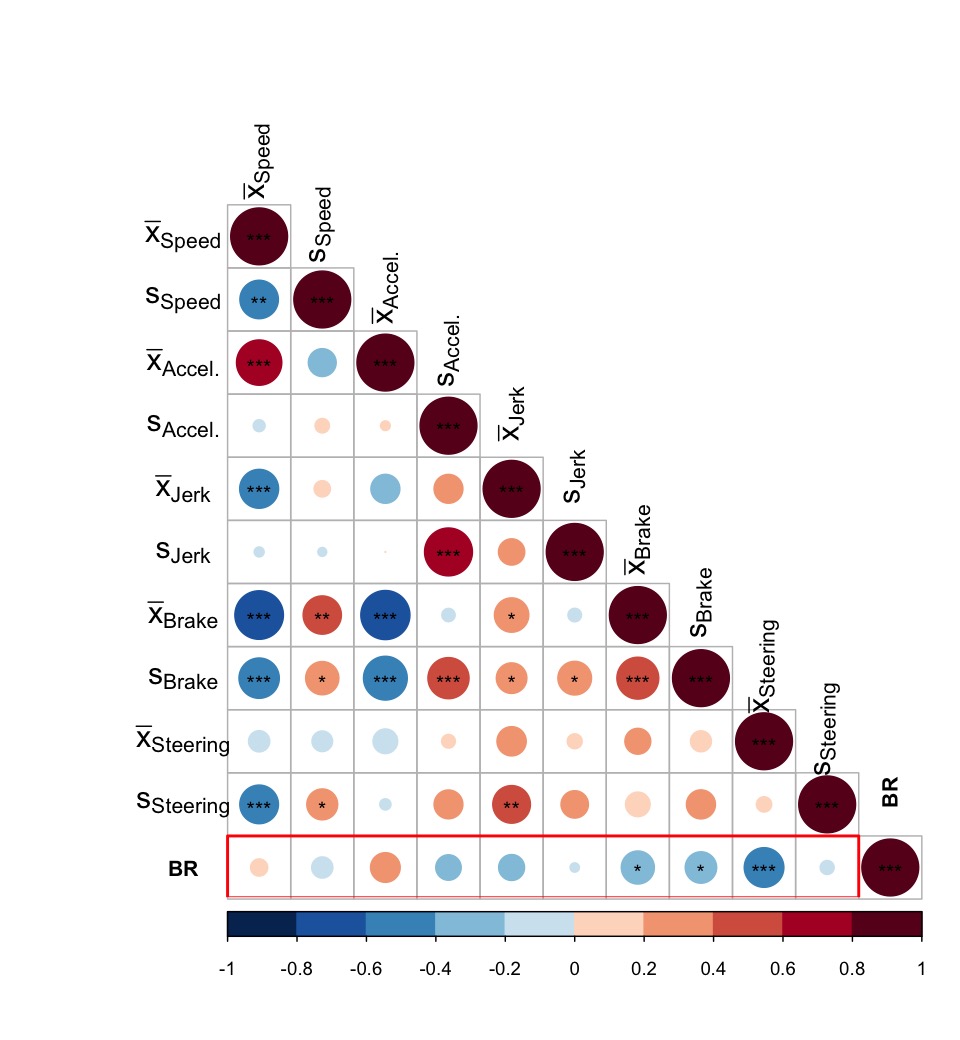 x̄Speed
sSpeed
x̄Accel.
sAccel.
x̄Jerk
sJerk
x̄Brake
sBrake
x̄Steering
sSteering
BR
x̄Speed ***
sSpeed ** ***
x̄Accel. *** ***
sAccel. ***
x̄Jerk *** ***
sJerk *** ***
x̄Brake *** ** *** * ***
sBrake *** * *** *** * * *** ***
x̄Steering ***
sSteering *** * ** ***
BR * * *** ***
-1 -0.8 -0.6 -0.4 -0.2 0 0.2 0.4 0.6 0.8 1